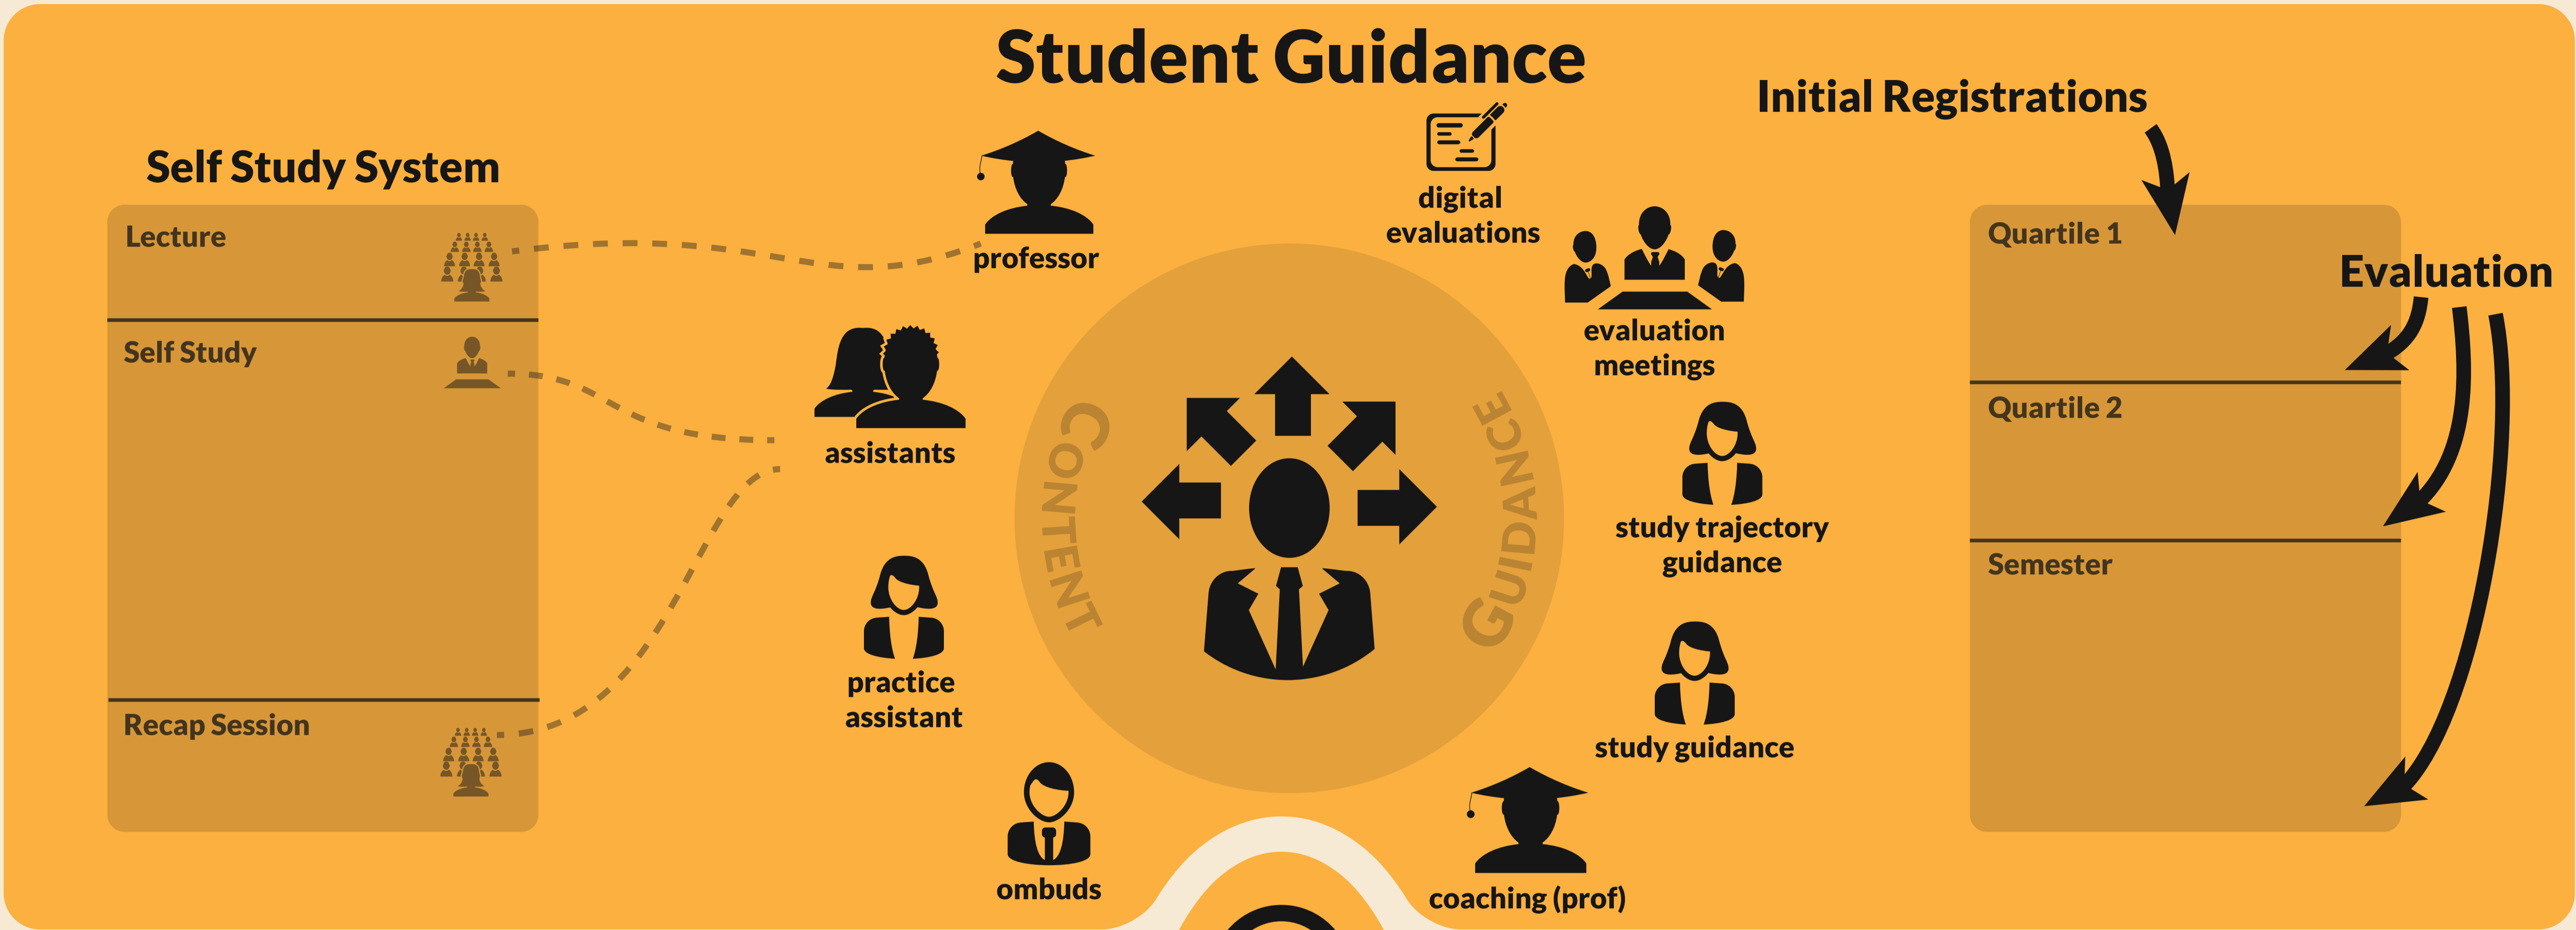 Student Guidance
Self Study System
Lecture
Self Study
Recap Session
professor
assistants
practice
assistant
ombuds
CONTENT
GUIDANCE
digital
evaluations
evaluation
meetings
study trajectory
guidance
study guidance
coaching (prof)
Initial Registrations
Quartile 1
Evaluation
Quartile 2
Semester